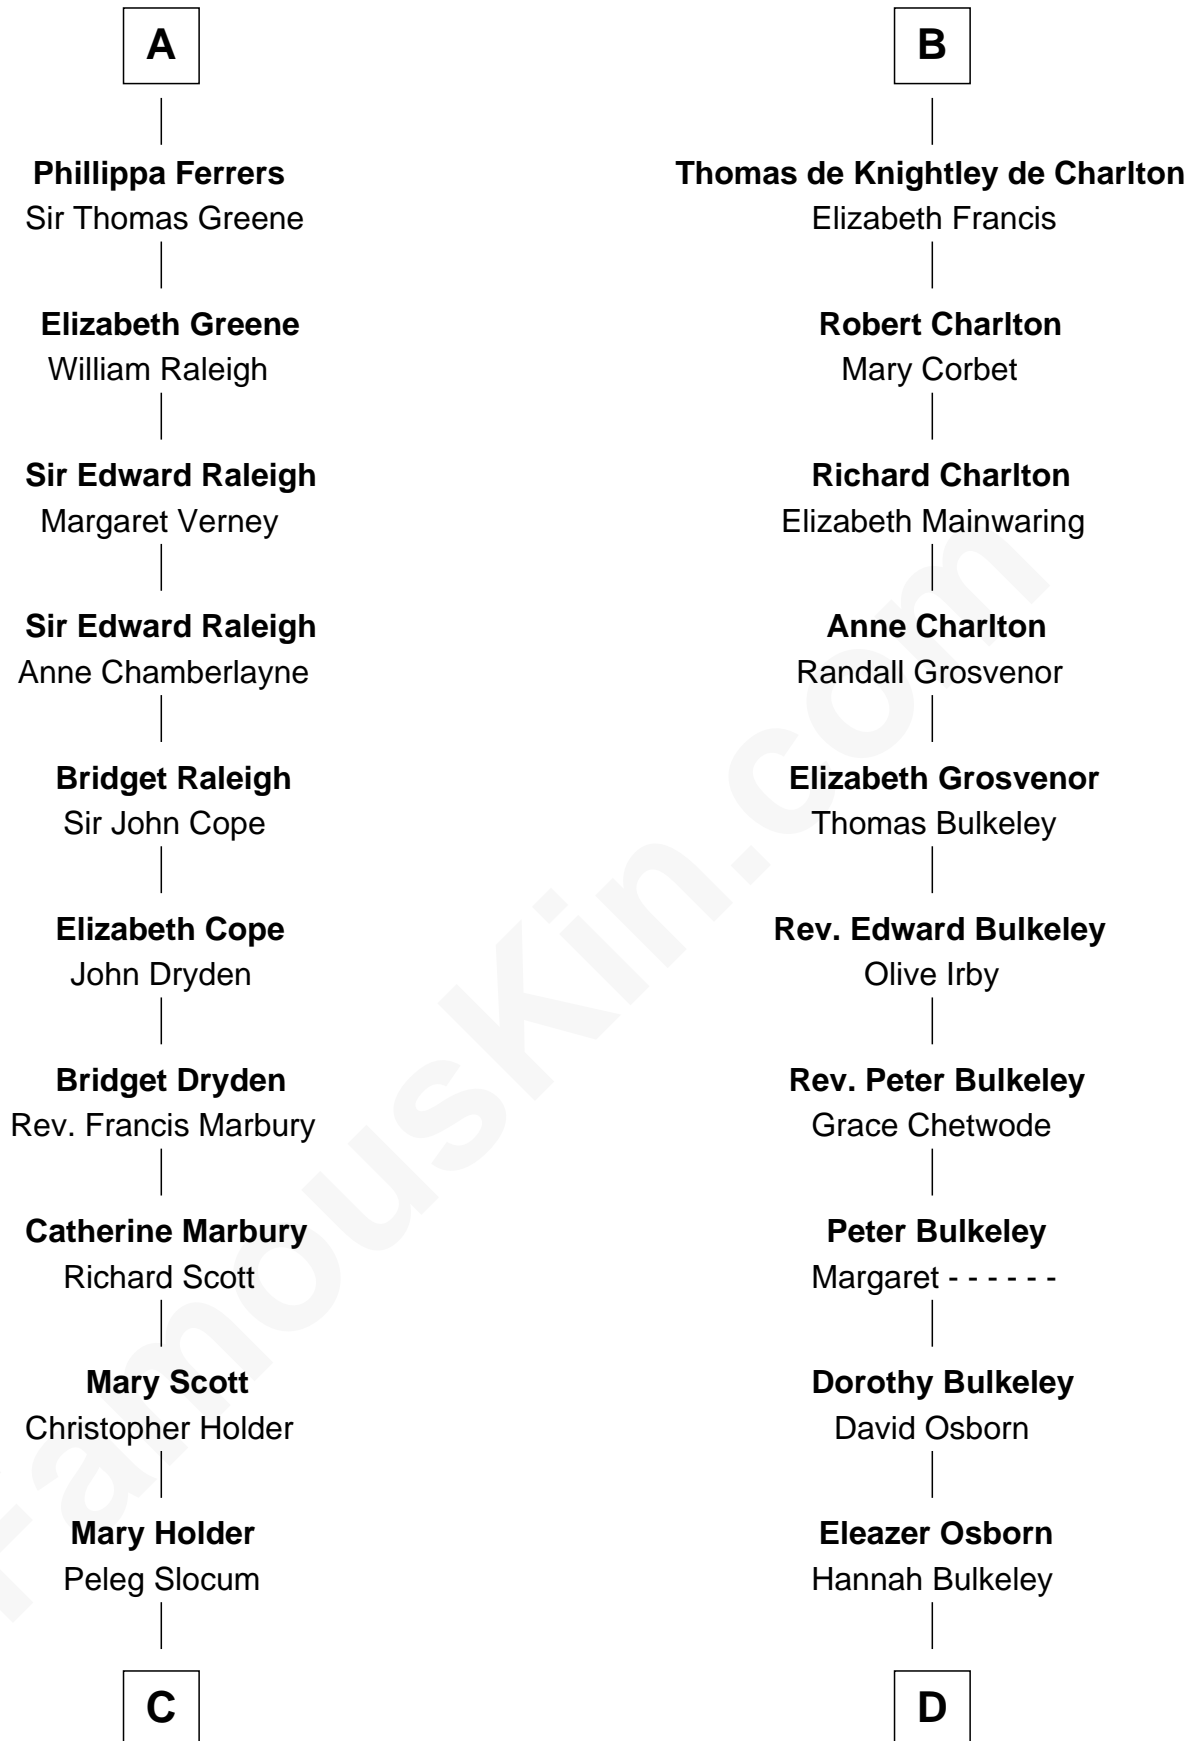 A
Phillippa Ferrers
Sir Thomas Greene
Elizabeth Greene
William Raleigh
Sir Edward Raleigh
Margaret Verney
Sir Edward Raleigh
Anne Chamberlayne
Bridget Raleigh
Sir John Cope
Elizabeth Cope
John Dryden
Bridget Dryden
Rev. Francis Marbury
Catherine Marbury
Richard Scott
Mary Scott
Christopher Holder
Mary Holder
Peleg Slocum
C
B
Thomas de Knightley de Charlton
Elizabeth Francis
Robert Charlton
Mary Corbet
Richard Charlton
Elizabeth Mainwaring
Anne Charlton
Randall Grosvenor
Elizabeth Grosvenor
Thomas Bulkeley
Rev. Edward Bulkeley
Olive Irby
Rev. Peter Bulkeley
Grace Chetwode
Peter Bulkeley
Margaret - - - - - -
Dorothy Bulkeley
David Osborn
Eleazer Osborn
Hannah Bulkeley
D
FamousKin.com